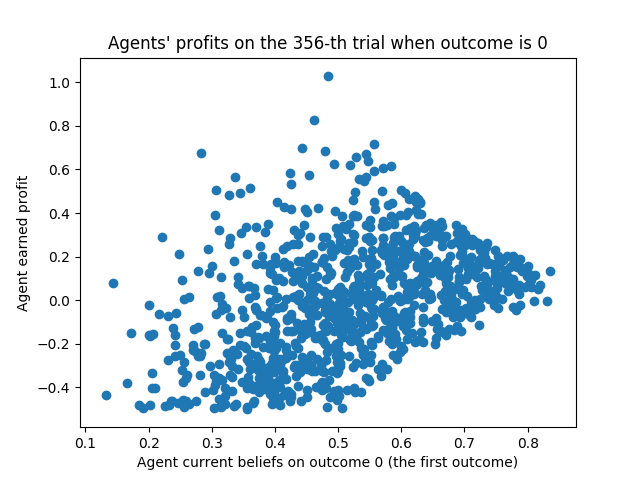 Agents' profits on the 356-th trial when outcome is 0
1.0
0.8
0.6
0.4
0.2
0.0
−0.2
−0.4
Agent earned profit
0.1 0.2 0.3 0.4 0.5 0.6 0.7 0.8
Agent current beliefs on outcome 0 (the first outcome)